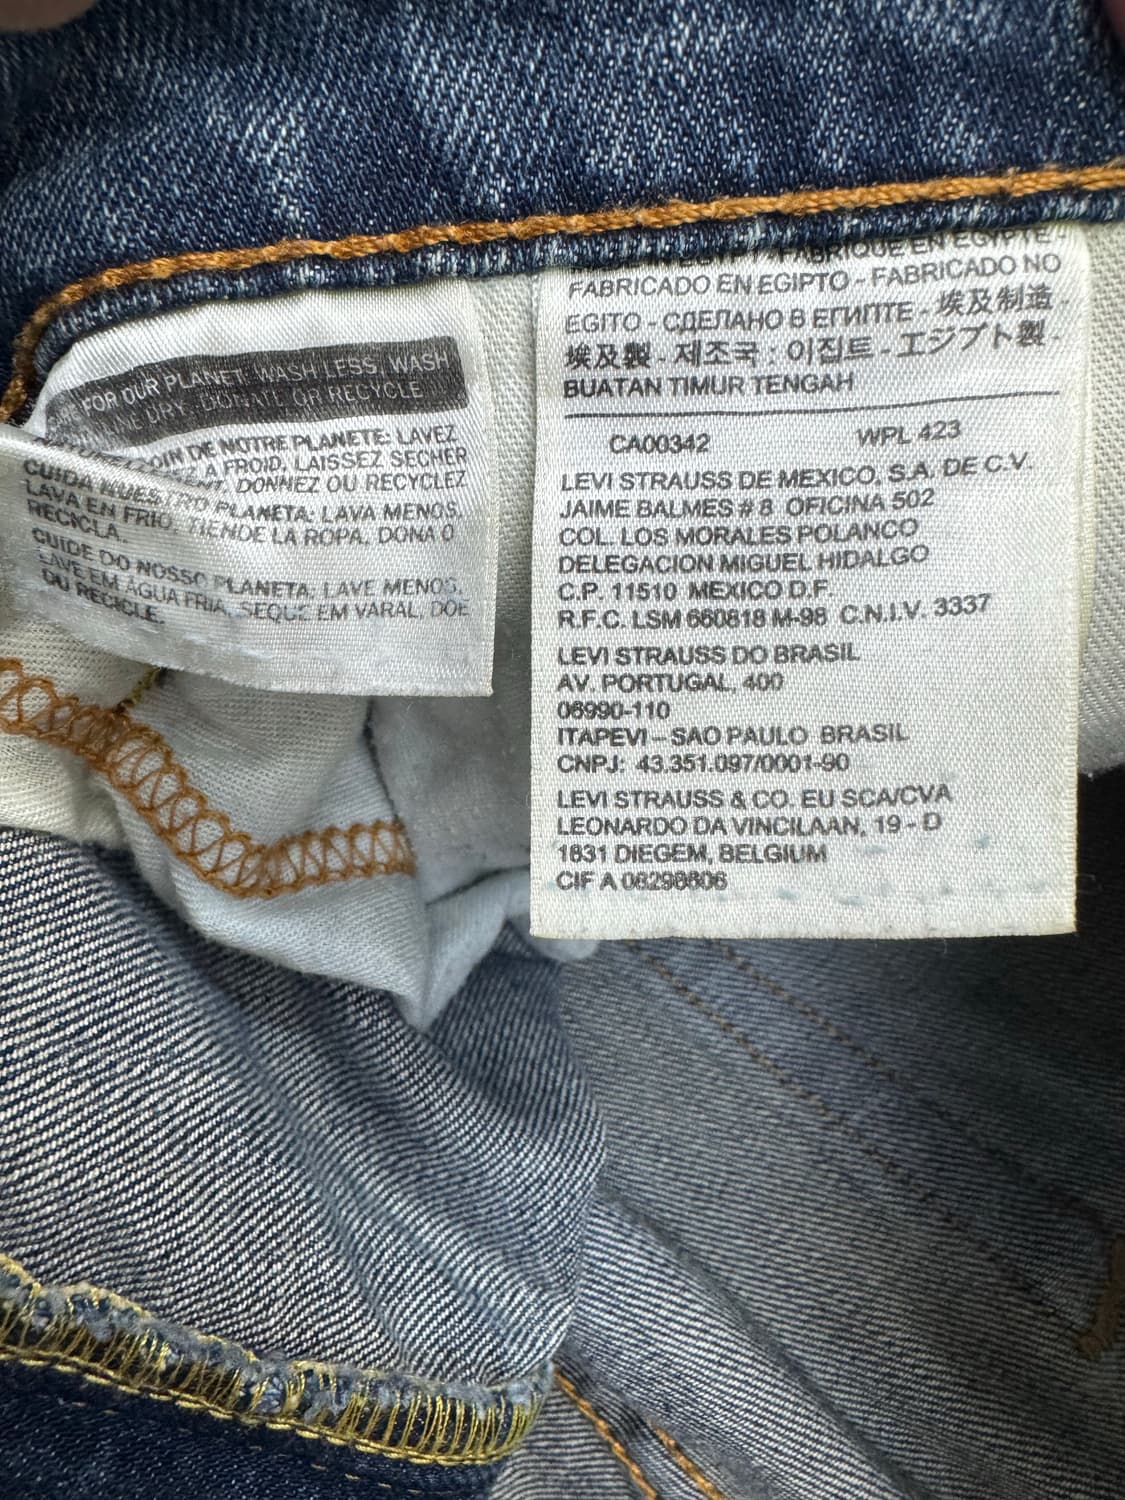 FOR OUR PLANET: WASH LESS, WASH
LINE DRY, DONATE OR RECYCLE
DE NOTRE PLANETE: LAVEZ
A FROID, LAISSEZ SECHER
DONNEZ OU RECYCLEZ
CUIDA NUESTRO PLANETA: LAVA MENOS,
LAVA EN FRIO, TIENDE LA ROPA, DONA O
RECICLA.
CUIDE DO NOSSO PLANETA: LAVE MENOS,
LAVE EM ÁGUA FRIA, SEQUE EM VARAL, DOE
OU RECICLE.
FABRIQUE EN EGIPTE -
FABRICADO EN EGIPTO - FABRICADO NO
EGITO - СДЕЛАНО В ЕГИПТЕ - 埃及制造 -
埃及製 - 제조국 : 이집트 - エジプト製 -
BUATAN TIMUR TENGAH
CA00342 WPL 423
LEVI STRAUSS DE MEXICO, S.A. DE C.V.
JAIME BALMES # 8 OFICINA 502
COL. LOS MORALES POLANCO
DELEGACION MIGUEL HIDALGO
C.P. 11510 MEXICO D.F.
R.F.C. LSM 660818 M-98 C.N.I.V. 3337
LEVI STRAUSS DO BRASIL
AV. PORTUGAL, 400
06990-110
ITAPEVI – SAO PAULO BRASIL
CNPJ: 43.351.097/0001-90
LEVI STRAUSS & CO. EU SCA/CVA
LEONARDO DA VINCILAAN, 19 - D
1831 DIEGEM, BELGIUM
CIF A 08298806